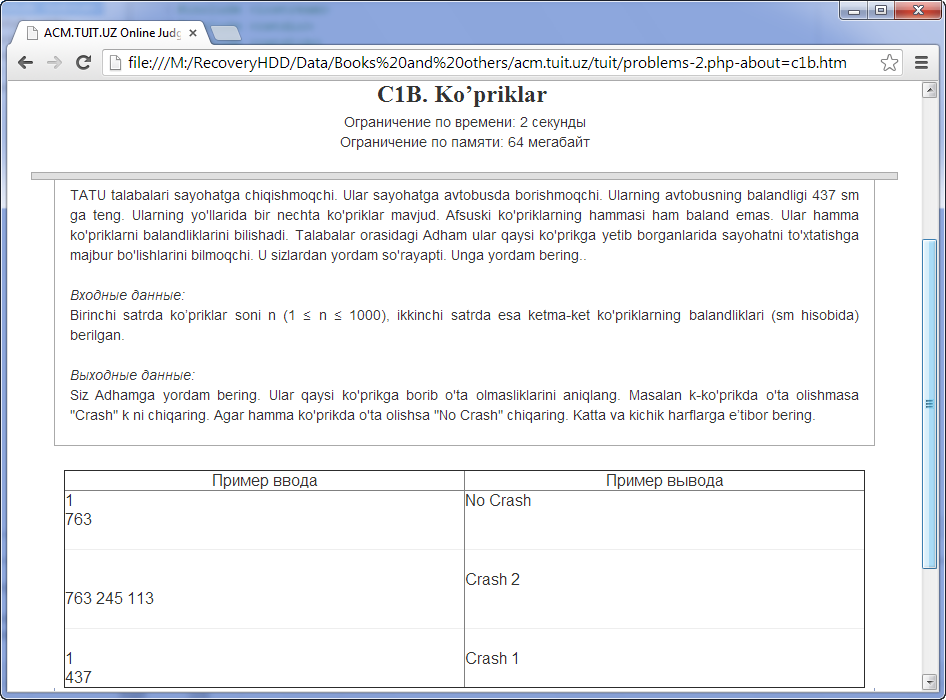 ACM.TUIT.UZ Online Judg
file:///M:/RecoveryHDD/Data/Books%20and%20others/acm.tuit.uz/tuit/problems-2.php-about=c1b.htm
C1B. Ko’priklar
Ограничение по времени: 2 секунды
Ограничение по памяти: 64 мегабайт
TATU talabalari sayohatga chiqishmoqchi. Ular sayohatga avtobusda borishmoqchi. Ularning avtobusning balandligi 437 sm
ga teng. Ularning yo'llarida bir nechta ko'priklar mavjud. Afsuski ko'priklarning hammasi ham baland emas. Ular hamma
ko'priklarni balandliklarini bilishadi. Talabalar orasidagi Adham ular qaysi ko'prikga yetib borganlarida sayohatni to'xtatishga
majbur bo'lishlarini bilmoqchi. U sizlardan yordam so'rayapti. Unga yordam bering..
Входные данные:
Birinchi satrda ko’priklar soni n (1 ≤ n ≤ 1000), ikkinchi satrda esa ketma-ket ko'priklarning balandliklari (sm hisobida)
berilgan.
Выходные данные:
Siz Adhamga yordam bering. Ular qaysi ko'prikga borib o'ta olmasliklarini aniqlang. Masalan k-ko'prikda o'ta olishmasa
"Crash" k ni chiqaring. Agar hamma ko'prikda o'ta olishsa "No Crash" chiqaring. Katta va kichik harflarga e’tibor bering.
Пример ввода Пример вывода
1 No Crash
763
Crash 2
763 245 113
1 Crash 1
437